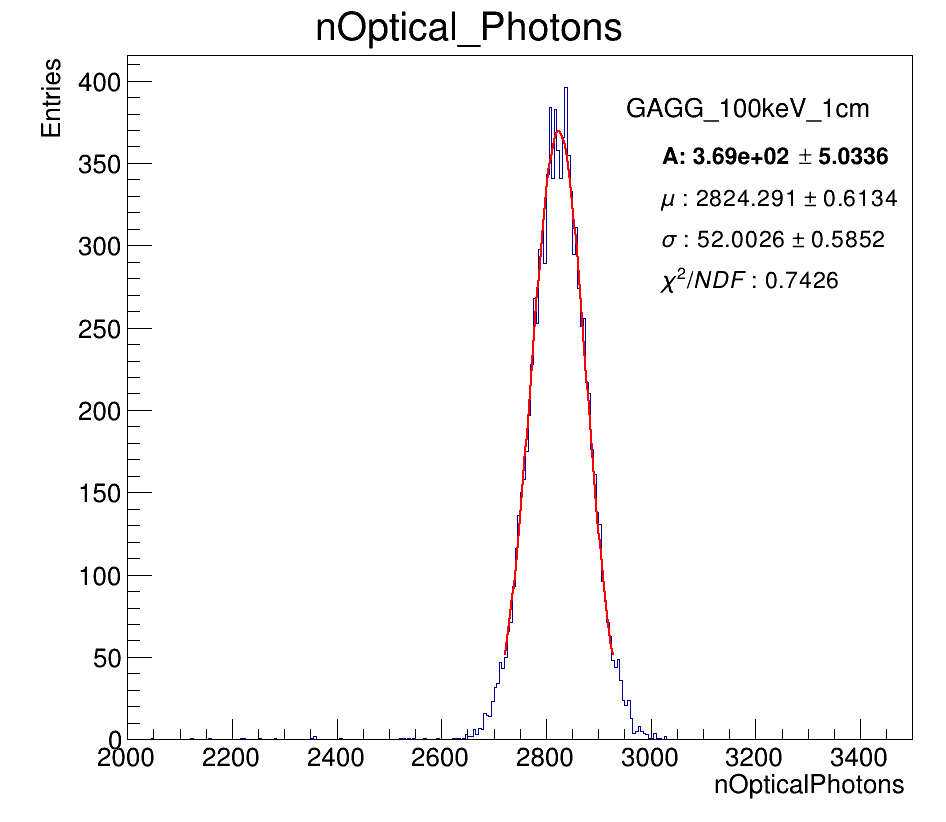 nOptical_Photons
Entries
400
350
300
250
200
150
100
50
0
GAGG_100keV_1cm
A: 3.69e+02 ± 5.0336
μ : 2824.291 ± 0.6134
σ : 52.0026 ± 0.5852
χ²/NDF : 0.7426
2000 2200 2400 2600 2800 3000 3200 3400
nOpticalPhotons